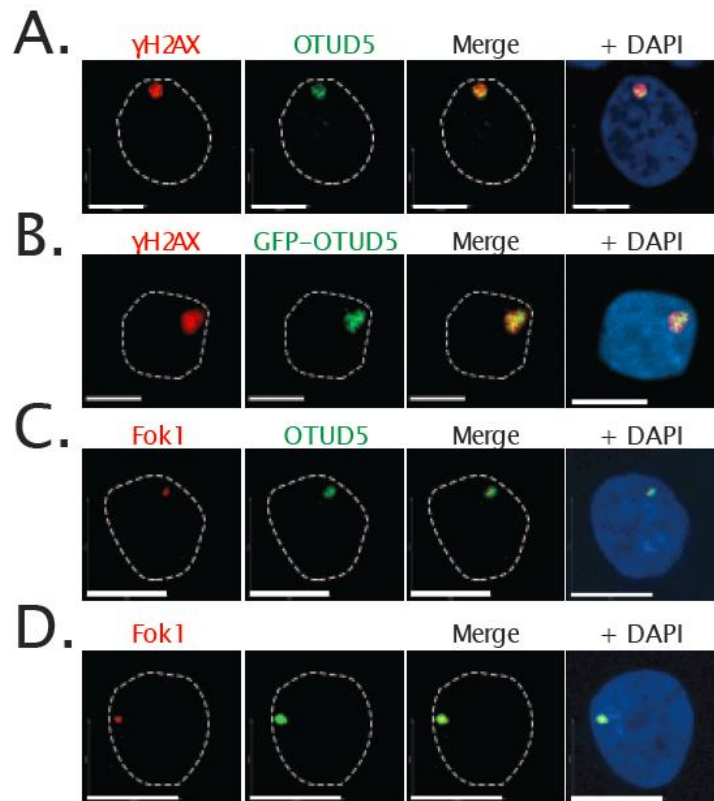 A.
γH2AX OTUD5 Merge + DAPI
B.
γH2AX GFP-OTUD5 Merge + DAPI
C.
Fok1 OTUD5 Merge + DAPI
D.
Fok1 Merge + DAPI